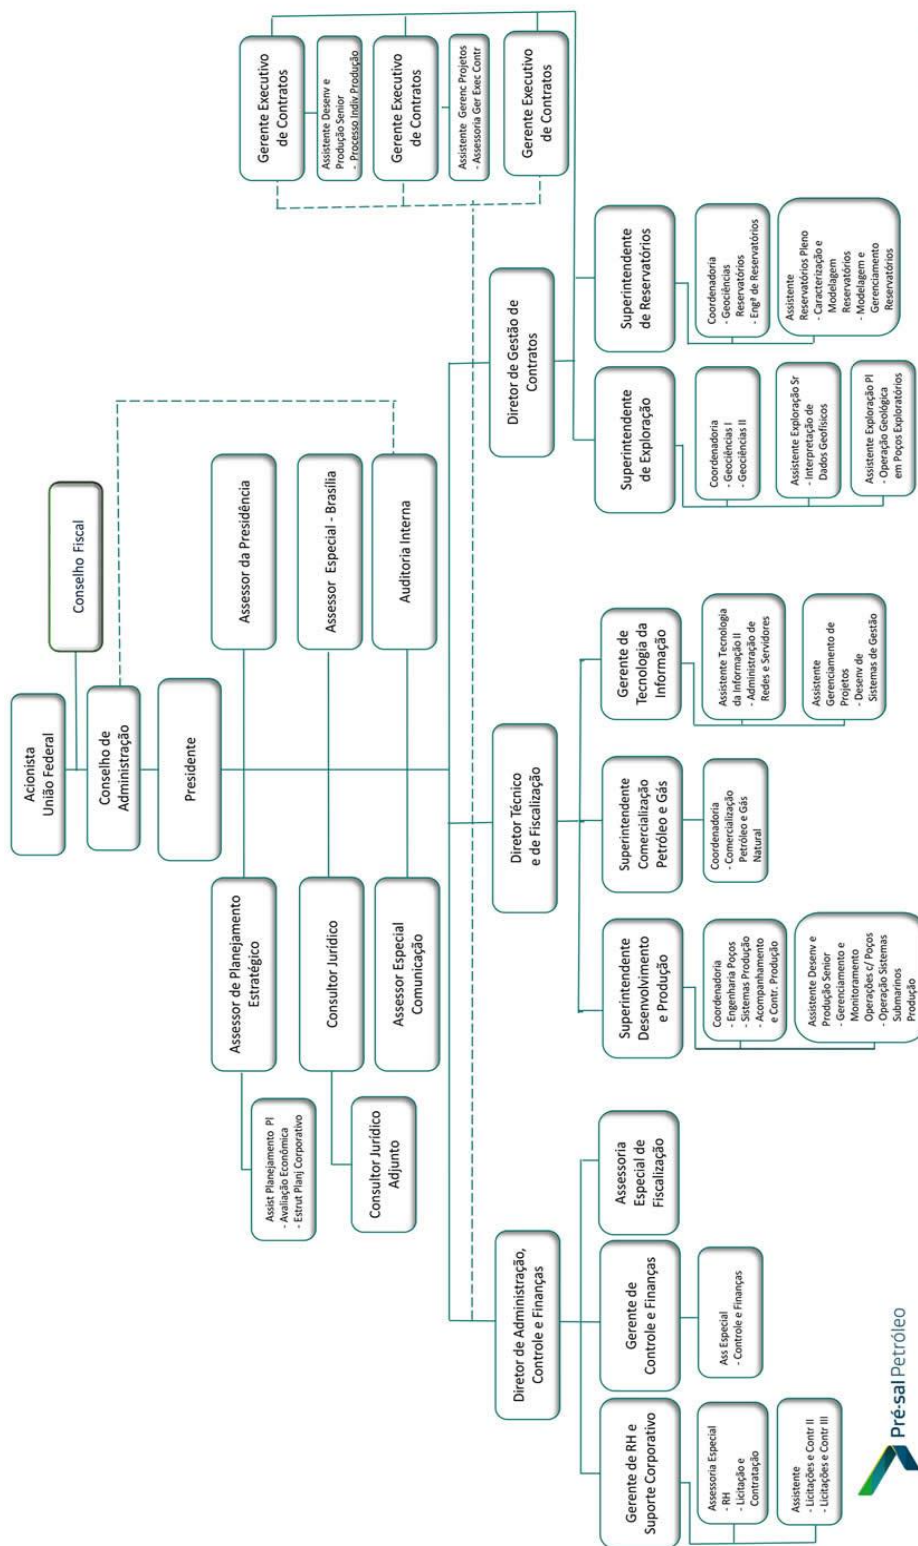 Acionista
União Federal
Conselho Fiscal
Conselho de
Administração
Presidente
Assessor de Planejamento
Estratégico
Assessor da Presidência
Assist Planejamento Pl
- Avaliação Econômica
- Estrut Planj Corporativo
Consultor Jurídico
Assessor Especial - Brasília
Consultor Jurídico
Adjunto
Assessor Especial
Comunicação
Auditoria Interna
Diretor de Administração,
Controle e Finanças
Diretor Técnico
e de Fiscalização
Diretor de Gestão de
Contratos
Gerente Executivo
de Contratos
Assistente Desenv e
Produção Senior
- Processo Indiv Produção
Gerente Executivo
de Contratos
Assistente Gerenc Projetos
- Assessoria Ger Exec Contr
Gerente Executivo
de Contratos
Gerente de RH e
Suporte Corporativo
Assessoria Especial
- RH
- Licitação e
Contratação
Assistente
- Licitações e Contr II
- Licitações e Contr III
Gerente de
Controle e Finanças
Ass Especial
- Controle e Finanças
Assessoria
Especial de
Fiscalização
Superintendente
Desenvolvimento
e Produção
Coordenadoria
- Engenharia Poços
- Sistemas Produção
- Acompanhamento
e Contr. Produção
Assistente Desenv e
Produção Senior
- Gerenciamento e
Monitoramento
Operações c/ Poços
- Operação Sistemas
Submarinos
Produção
Superintendente
Comercialização
Petróleo e Gás
Coordenadoria
- Comercialização
Petróleo e Gás
Natural
Gerente de
Tecnologia da
Informação
Assistente Tecnologia
da Informação II
- Administração de
Redes e Servidores
Assistente
Gerenciamento de
Projetos
- Desenv de
Sistemas de Gestão
Superintendente
de Exploração
Coordenadoria
- Geociências I
- Geociências II
Assistente Exploração Sr
- Interpretação de
Dados Geofísicos
Assistente Exploração Pl
- Operação Geológica
em Poços Exploratórios
Superintendente
de Reservatórios
Coordenadoria
- Geociências
Reservatórios
- Engª de Reservatórios
Assistente
Reservatórios Pleno
- Caracterização e
Modelagem
Reservatórios
- Modelagem e
Gerenciamento
Reservatórios
Pré-sal Petróleo